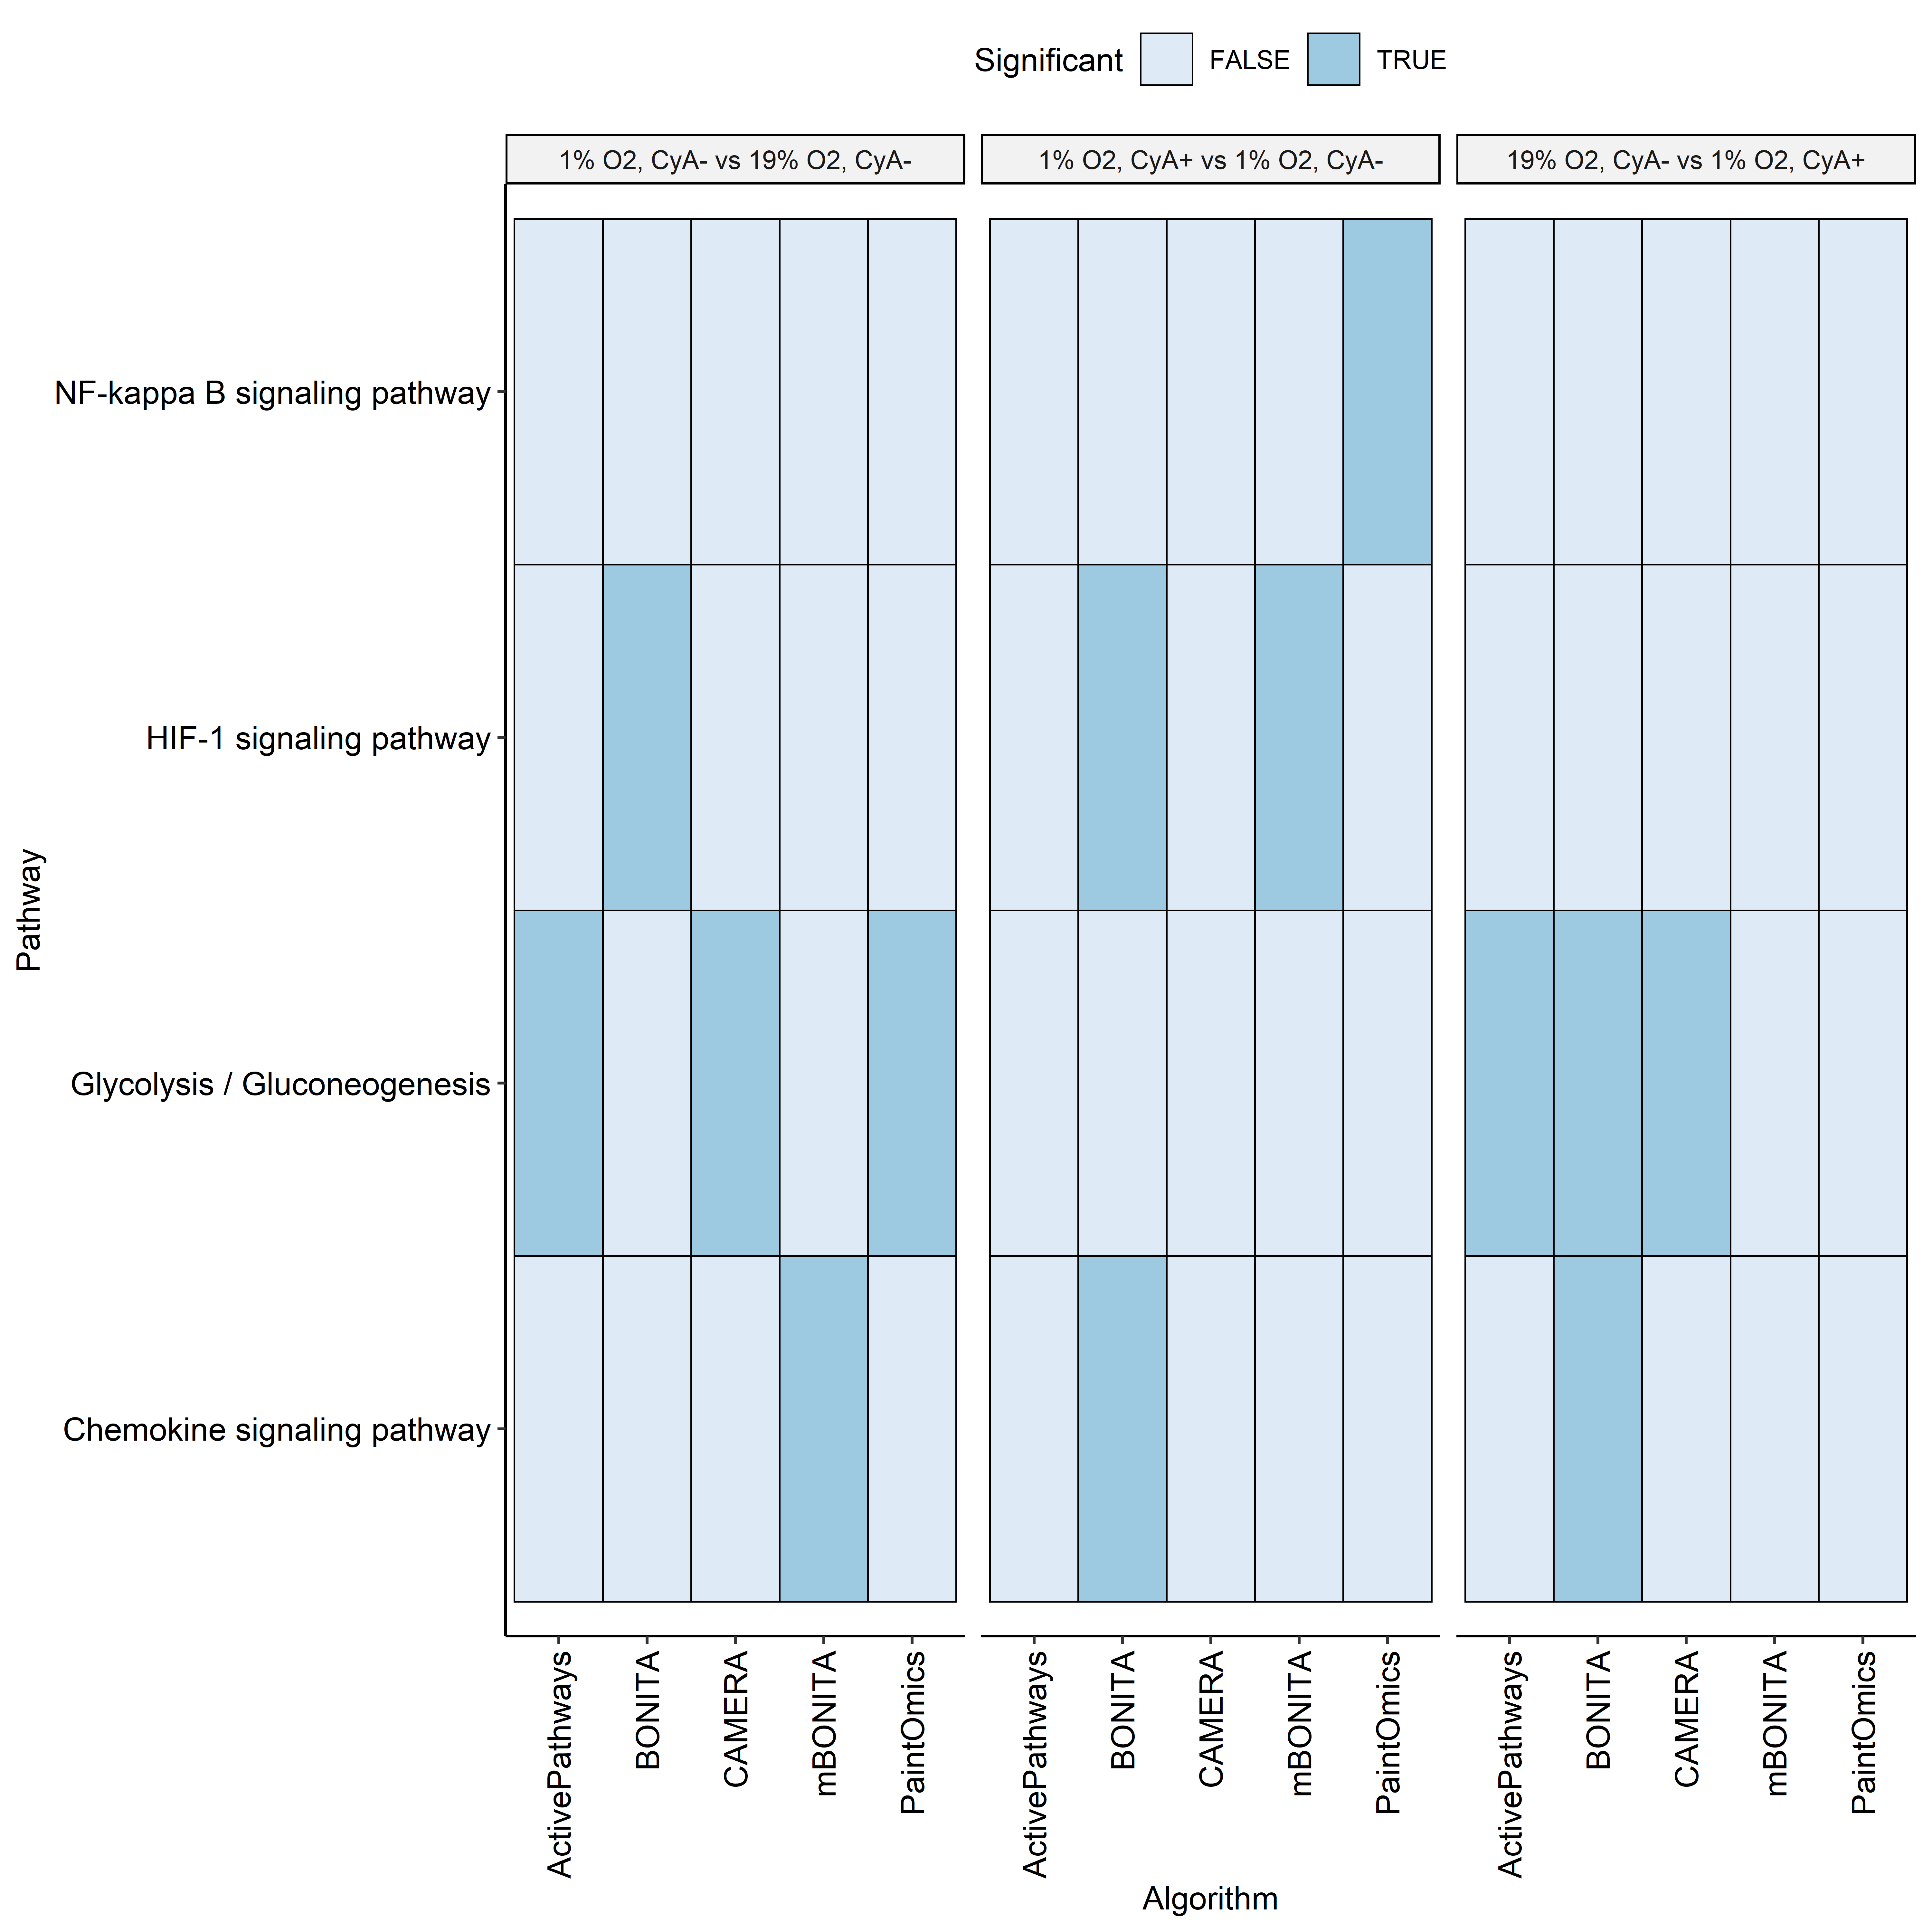 Significant FALSE TRUE
1% O2, CyA- vs 19% O2, CyA-
1% O2, CyA+ vs 1% O2, CyA-
19% O2, CyA- vs 1% O2, CyA+
Pathway
NF-kappa B signaling pathway
HIF-1 signaling pathway
Glycolysis / Gluconeogenesis
Chemokine signaling pathway
ActivePathways
BONITA
CAMERA
mBONITA
PaintOmics
ActivePathways
BONITA
CAMERA
mBONITA
PaintOmics
ActivePathways
BONITA
CAMERA
mBONITA
PaintOmics
Algorithm